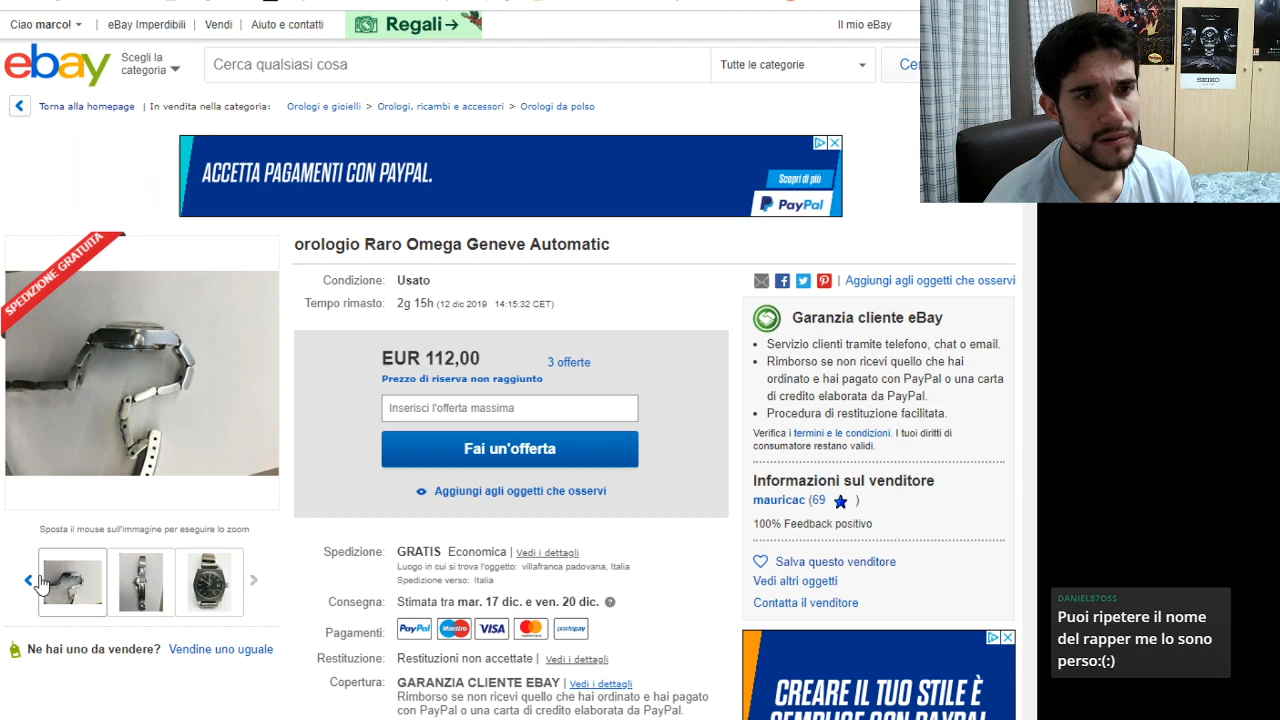 Ciao marco!
eBay Imperdibili
Vendi
Aiuto e contatti
Regali→
Il mio eBay
ebay
Scegli la
categoria
Cerca qualsiasi cosa
Tutte le categorie
Torna alla homepage | In vendita nella categoria:
Orologi e gioielli > Orologi, ricambi e accessori > Orologi da polso
SEIKO
ACCETTA PAGAMENTI CON PAYPAL.
Scopri di più
PayPal
SPEDIZIONE GRATUITA
orologio Raro Omega Geneve Automatic
Condizione: Usato
Tempo rimasto: 2g 15h (12 dic 2019 14:15:32 CET)
EUR 112,00
3 offerte
Prezzo di riserva non raggiunto
Inserisci l'offerta massima
Fai un'offerta
Aggiungi agli oggetti che osservi
Spedizione: GRATIS Economica | Vedi i dettagli
Luogo in cui si trova l'oggetto: villafranca padovana, Italia
Spedizione verso: Italia
Consegna: Stimata tra mar. 17 dic. e ven. 20 dic.
Pagamenti: PayPal Maestro VISA mastercard postepay
Restituzione: Restituzioni non accettate | Vedi i dettagli
Copertura: GARANZIA CLIENTE EBAY | Vedi i dettagli
Rimborso se non ricevi quello che hai ordinato e hai pagato
con PayPal o una carta di credito elaborata da PayPal.
Sposta il mouse sull'immagine per eseguire lo zoom
Ne hai uno da vendere? Vendine uno uguale
| Aggiungi agli oggetti che osservi
Garanzia cliente eBay
• Servizio clienti tramite telefono, chat o email.
• Rimborso se non ricevi quello che hai
ordinato e hai pagato con PayPal o una carta
di credito elaborata da PayPal.
• Procedura di restituzione facilitata.
Verifica i termini e le condizioni. I tuoi diritti di
consumatore restano validi.
Informazioni sul venditore
mauricac (69 )
100% Feedback positivo
Salva questo venditore
Vedi altri oggetti
Contatta il venditore
CREARE IL TUO STILE È
DANIEL87OSS
Puoi ripetere il nome
del rapper me lo sono
perso:(:)